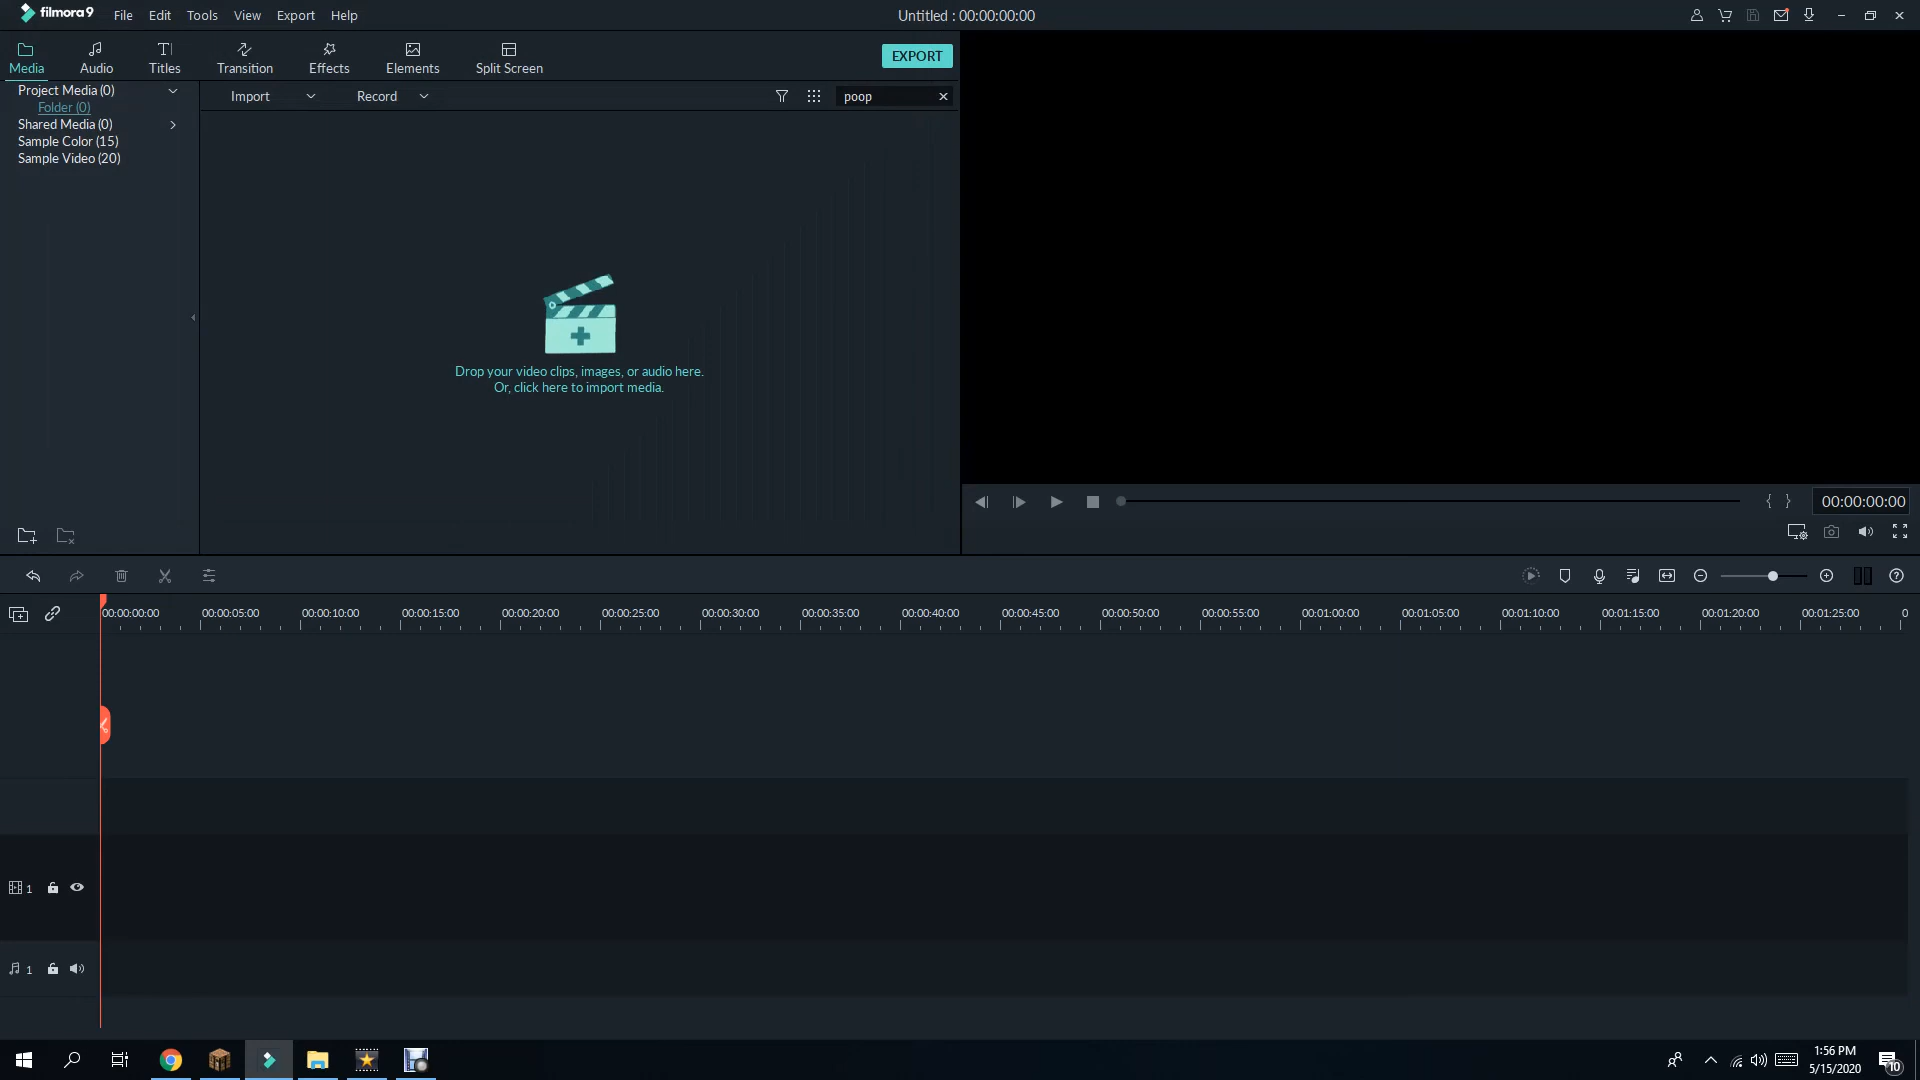 filmora9 File Edit Tools View Export Help Untitled : 00:00:00:00
Media Audio Titles Transition Effects Elements Split Screen EXPORT
Project Media (0)
Folder (0)
Shared Media (0)
Sample Color (15)
Sample Video (20)
Import Record poop
Drop your video clips, images, or audio here.
Or, click here to import media.
{ } 00:00:00:00
00:00:00:00 00:00:05:00 00:00:10:00 00:00:15:00 00:00:20:00 00:00:25:00 00:00:30:00 00:00:35:00 00:00:40:00 00:00:45:00 00:00:50:00 00:00:55:00 00:01:00:00 00:01:05:00 00:01:10:00 00:01:15:00 00:01:20:00 00:01:25:00 0
1
1
1:56 PM
5/15/2020
10